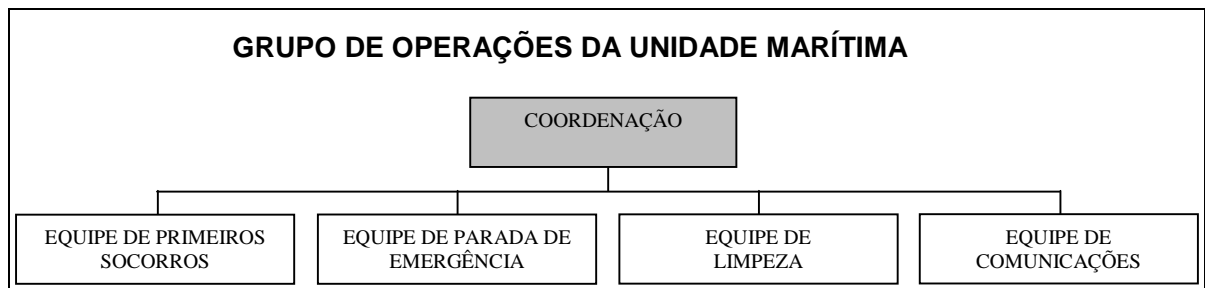 GRUPO DE OPERAÇÕES DA UNIDADE MARÍTIMA
COORDENAÇÃO
EQUIPE DE PRIMEIROS
SOCORROS
EQUIPE DE PARADA DE
EMERGÊNCIA
EQUIPE DE
LIMPEZA
EQUIPE DE
COMUNICAÇÕES